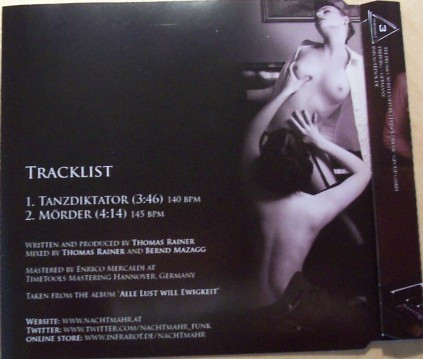 TRACKLIST
1. TANZDIKTATOR (3:46) 140 BPM
2. MÖRDER (4:14) 145 BPM
WRITTEN AND PRODUCED BY THOMAS RAINER
MIXED BY THOMAS RAINER AND BERND MAZAGG
MASTERED BY ENRICO MERCALDI AT
TIMETOOLS MASTERING HANNOVER, GERMANY
TAKEN FROM THE ALBUM "ALLE LUST WILL EWIGKEIT"
WEBSITE: WWW.NACHTMAHR.AT
TWITTER: WWW.TWITTER.COM/NACHTMAHR_FUNK
ONLINE STORE: WWW.INFRAROT.DE/NACHTMAHR
3